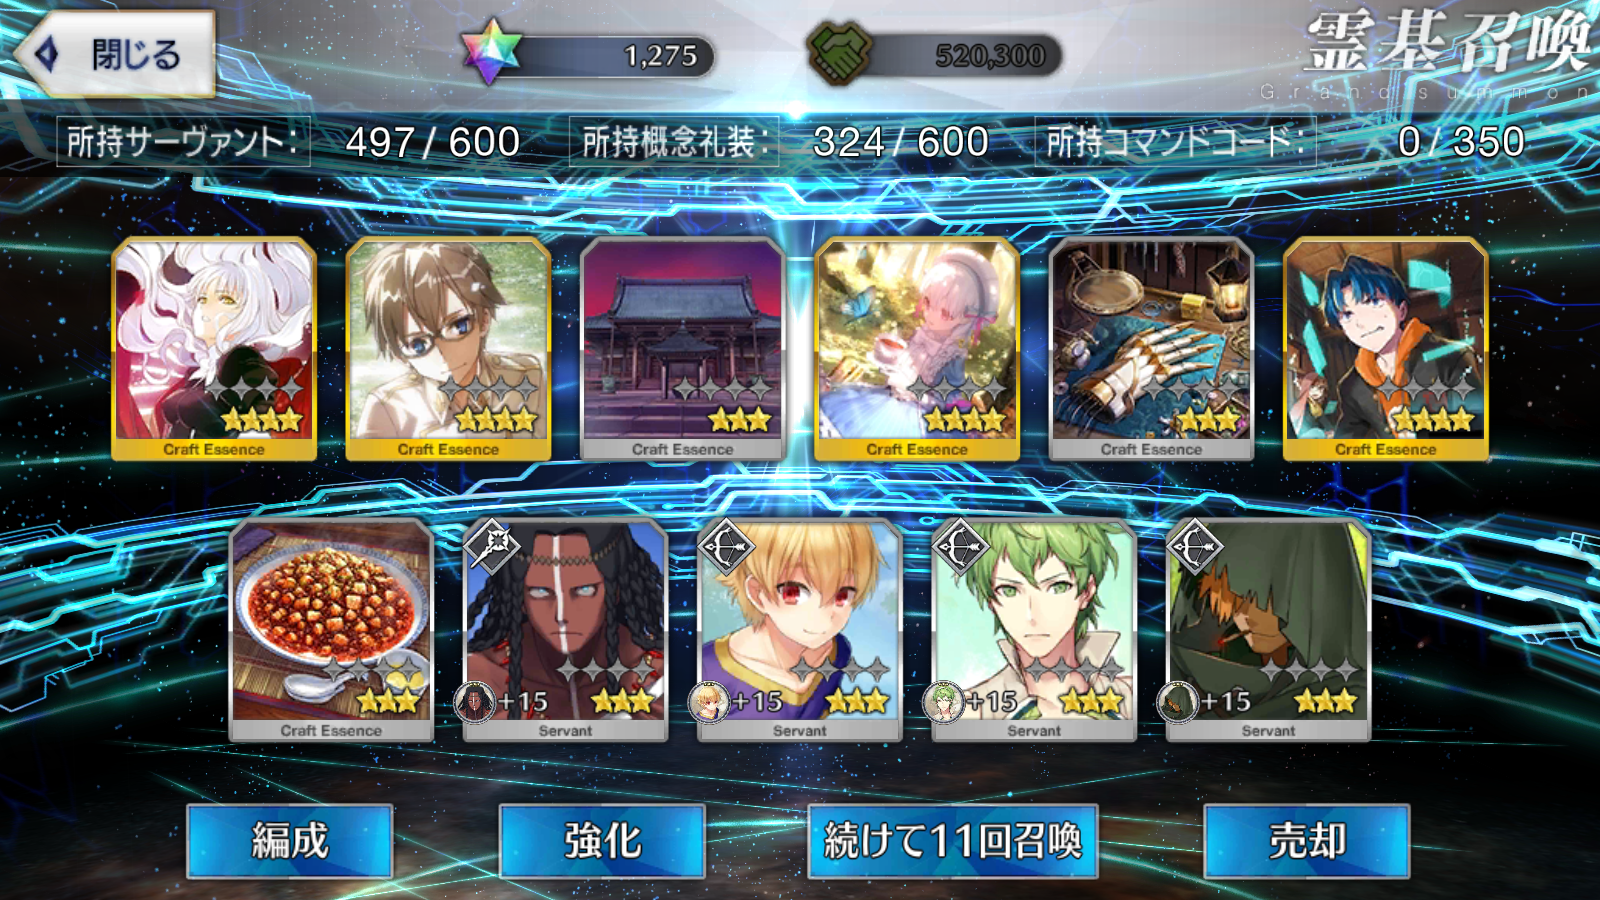 閉じる
1,275
520,300
霊基召喚
Grand summon
所持サーヴァント: 497 / 600
所持概念礼装: 324 / 600
所持コマンドコード: 0 / 350
Craft Essence
Craft Essence
Craft Essence
Craft Essence
Craft Essence
Craft Essence
+15
+15
+15
+15
Craft Essence
Servant
Servant
Servant
Servant
編成
強化
続けて11回召喚
売却